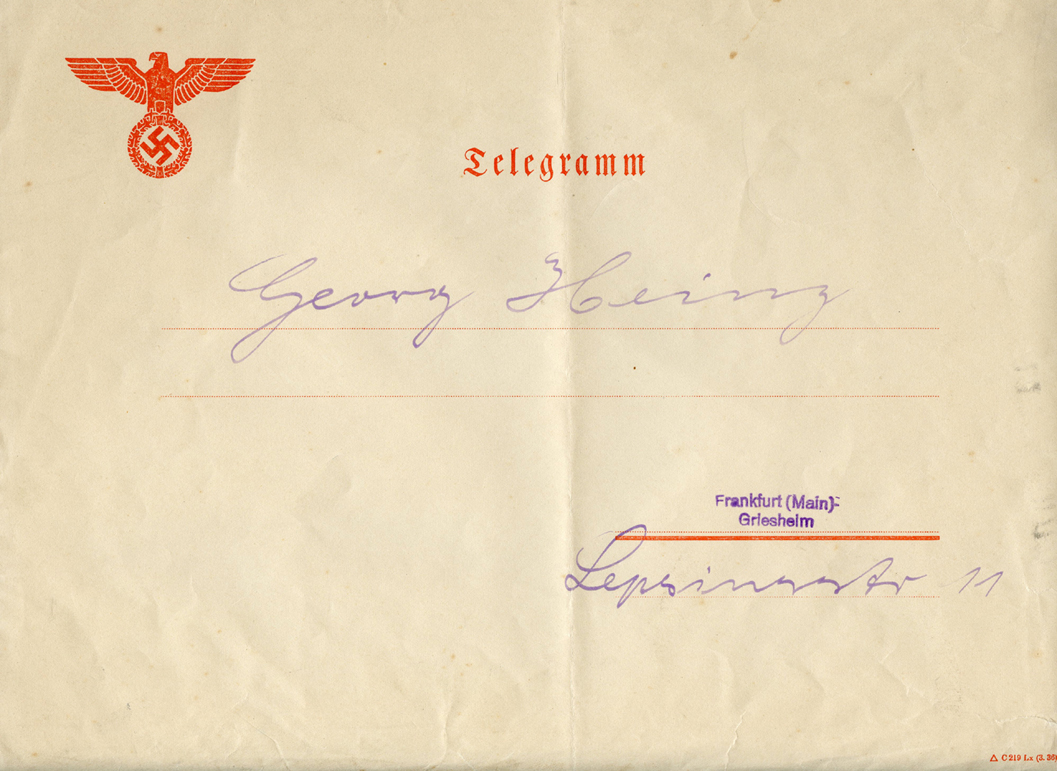 Telegramm
Georg Heinz
Frankfurt (Main)-
Griesheim
Lepsiusstr 11
△ C 219 Lx (3. 36)